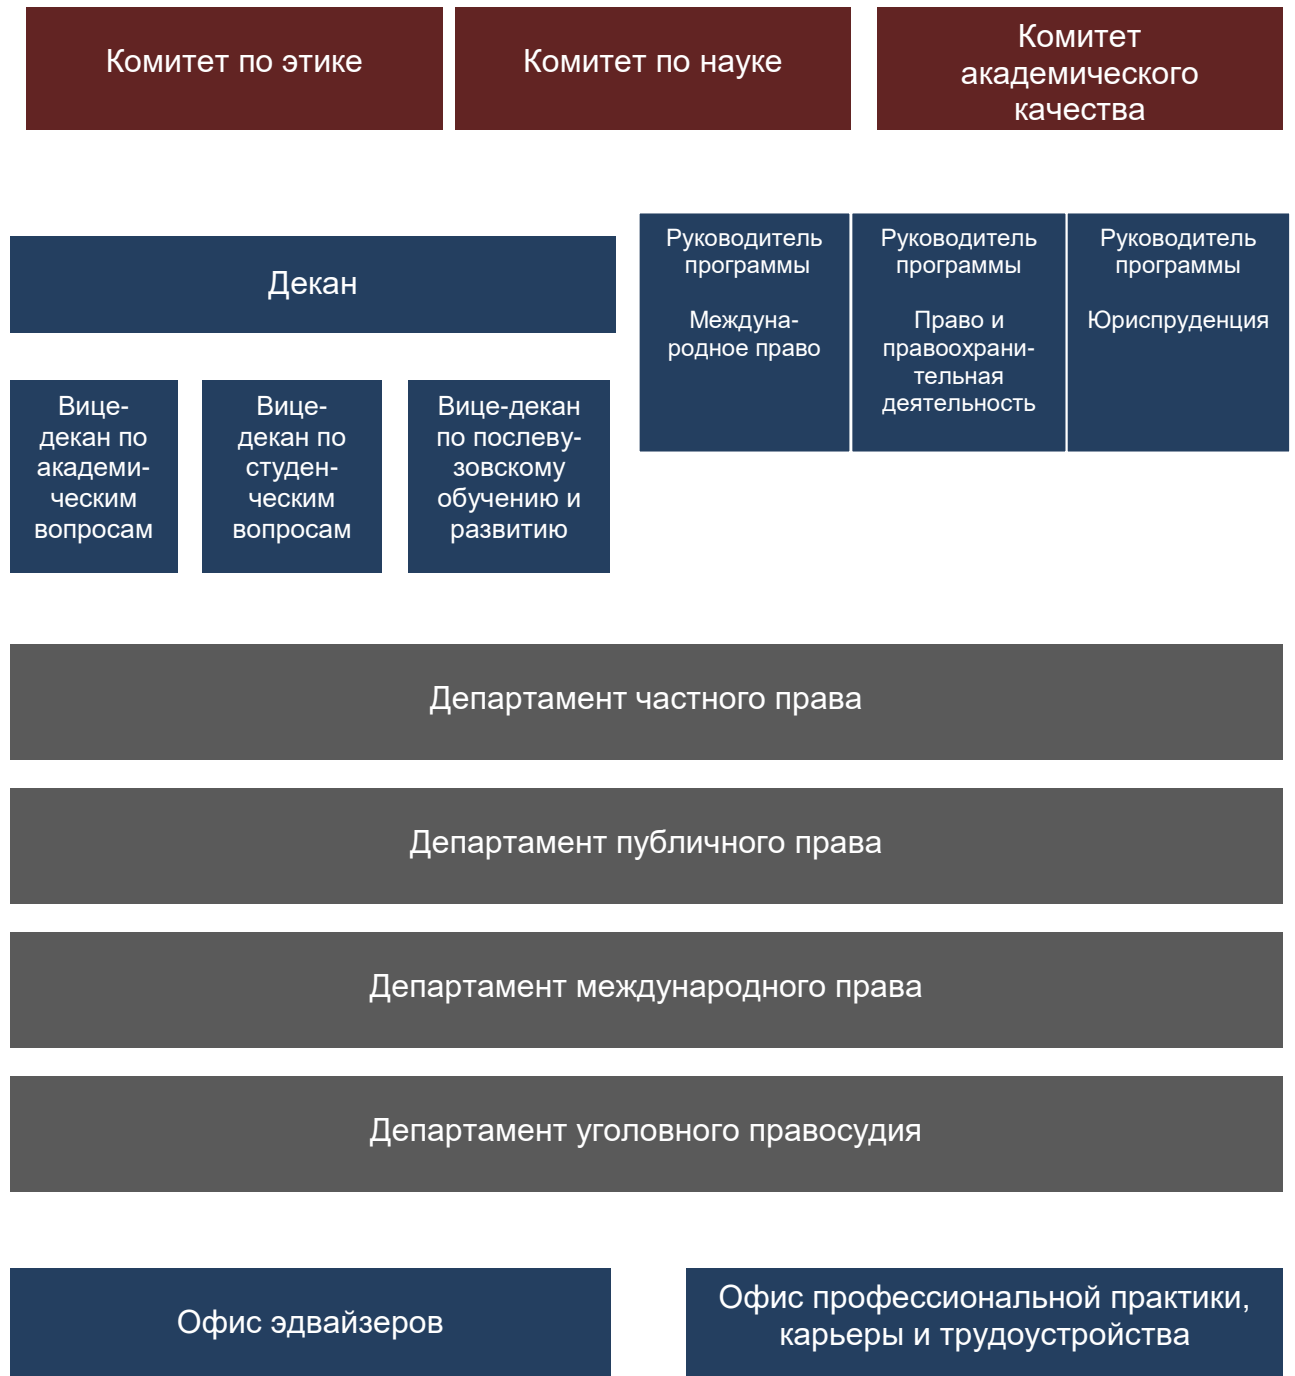 Комитет по этике
Комитет по науке
Комитет
академического
качества
Декан
Руководитель
программы
Междуна-
родное право
Руководитель
программы
Право и
правоохрани-
тельная
деятельность
Руководитель
программы
Юриспруденция
Вице-
декан по
академи-
ческим
вопросам
Вице-
декан по
студен-
ческим
вопросам
Вице-декан
по послеву-
зовскому
обучению и
развитию
Департамент частного права
Департамент публичного права
Департамент международного права
Департамент уголовного правосудия
Офис эдвайзеров
Офис профессиональной практики,
карьеры и трудоустройства